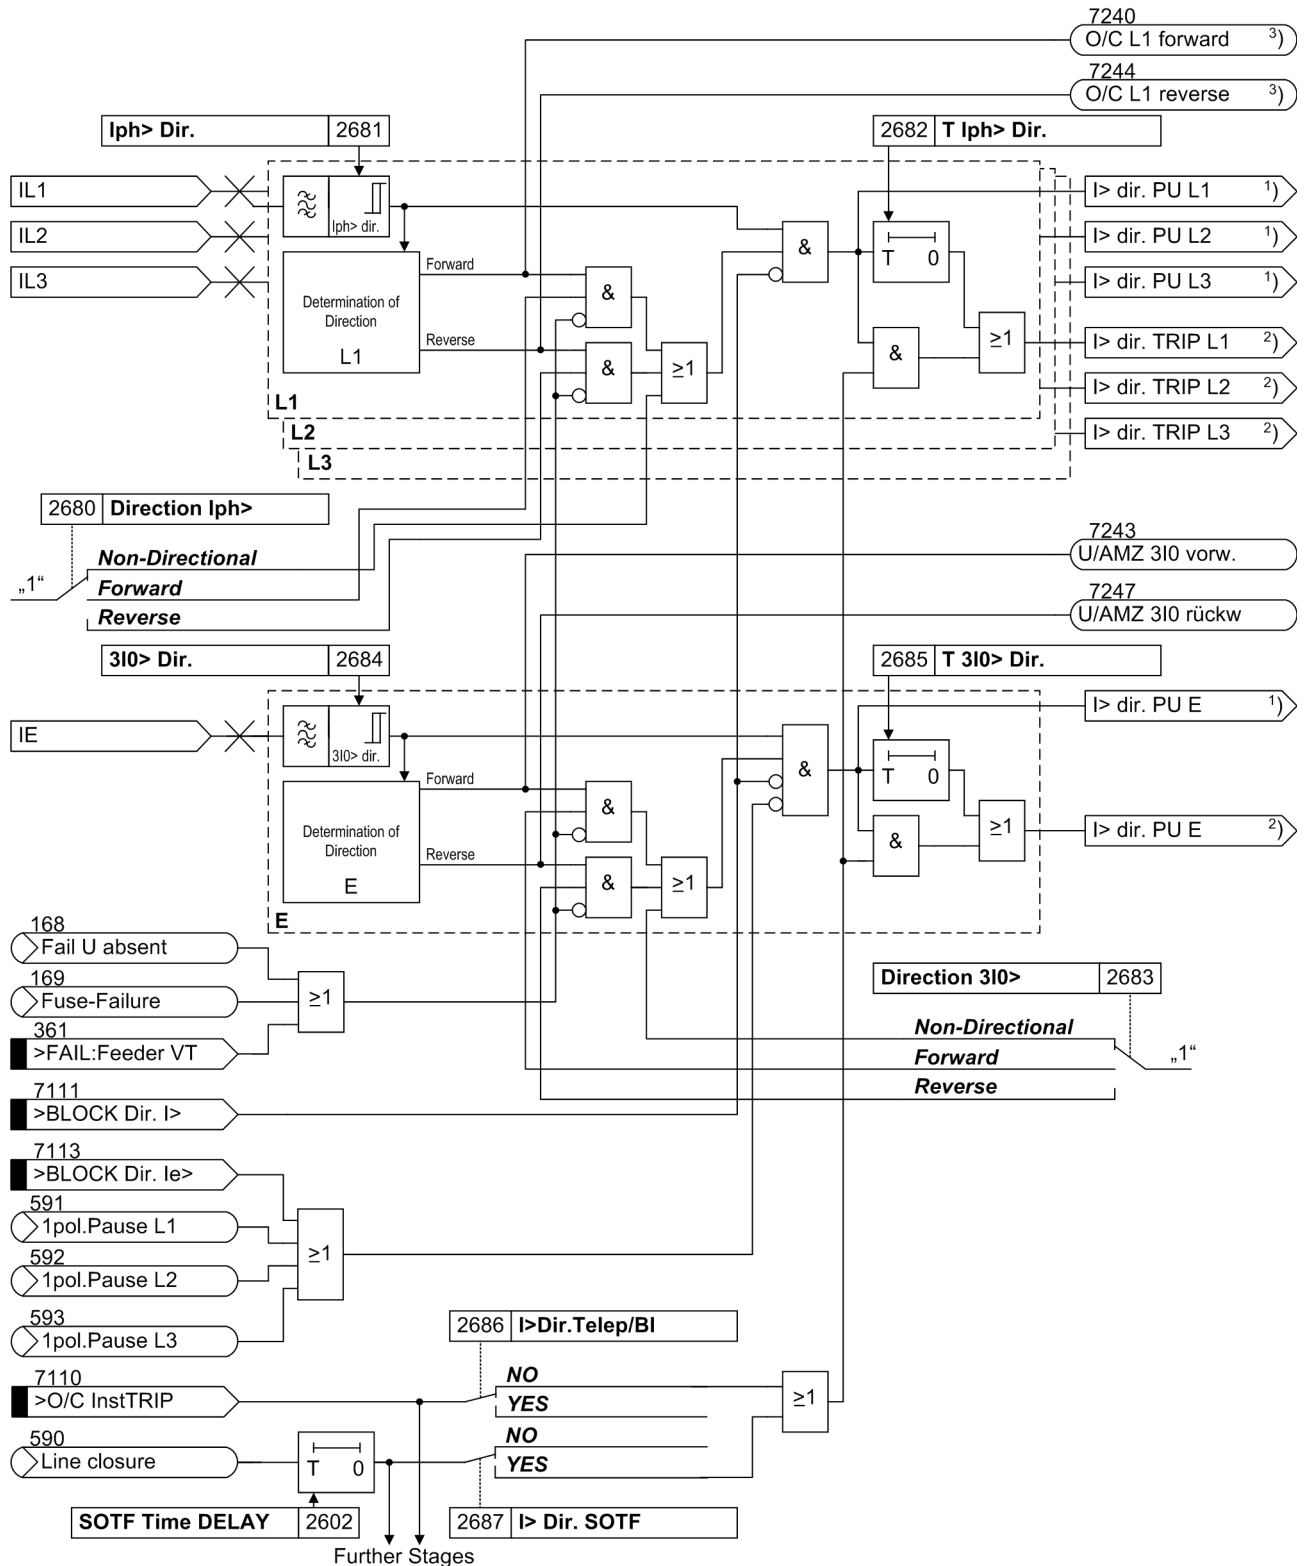 7240
O/C L1 forward 3)
7244
O/C L1 reverse 3)
Iph> Dir. 2681
2682 T Iph> Dir.
IL1
IL2
IL3
Iph> dir.
Determination of
Direction
L1
Forward
Reverse
&
&
≥1
&
T 0
&
≥1
I> dir. PU L1 1)
I> dir. PU L2 1)
I> dir. PU L3 1)
I> dir. TRIP L1 2)
I> dir. TRIP L2 2)
I> dir. TRIP L3 2)
L1
L2
L3
2680 Direction Iph>
„1“
Non-Directional
Forward
Reverse
7243
U/AMZ 3I0 vorw.
7247
U/AMZ 3I0 rückw
3I0> Dir. 2684
2685 T 3I0> Dir.
IE
3I0> dir.
Determination of
Direction
E
Forward
Reverse
&
&
≥1
&
T 0
&
≥1
I> dir. PU E 1)
I> dir. PU E 2)
E
168
Fail U absent
169
Fuse-Failure
361
>FAIL:Feeder VT
≥1
Direction 3I0> 2683
Non-Directional
Forward
Reverse
„1“
7111
>BLOCK Dir. I>
7113
>BLOCK Dir. Ie>
591
1pol.Pause L1
592
1pol.Pause L2
593
1pol.Pause L3
≥1
2686 I>Dir.Telep/BI
7110
>O/C InstTRIP
NO
YES
≥1
590
Line closure
T 0
NO
YES
SOTF Time DELAY 2602
2687 I> Dir. SOTF
Further Stages